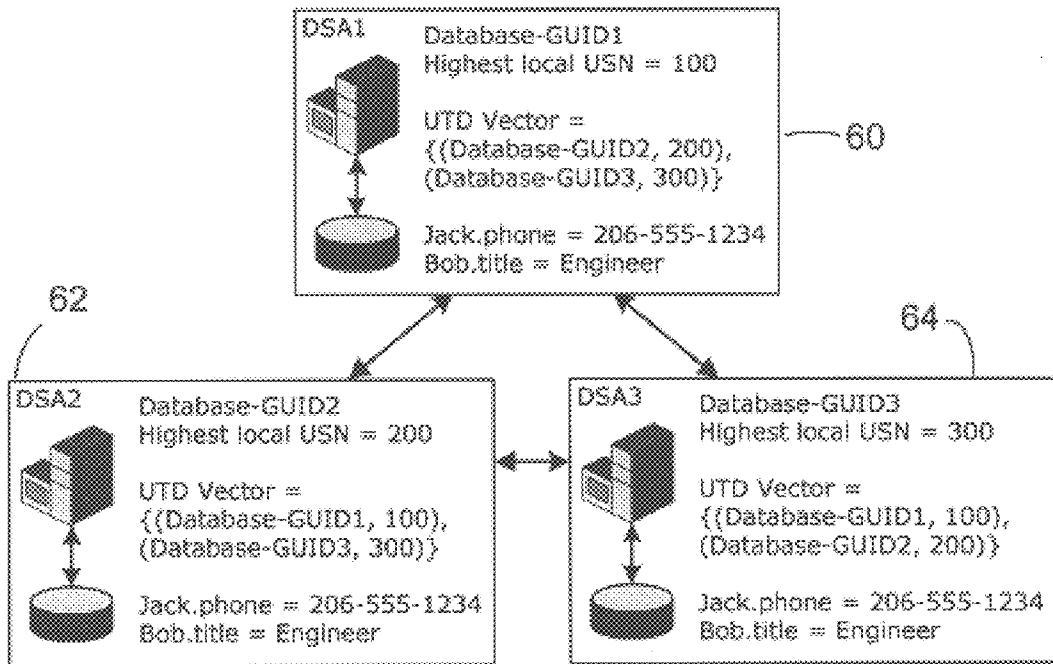 DSA1
Database-GUID1
Highest local USN = 100
UTD Vector =
{(Database-GUID2, 200),
(Database-GUID3, 300)}
Jack.phone = 206-555-1234
Bob.title = Engineer
60
62
DSA2
Database-GUID2
Highest local USN = 200
UTD Vector =
{(Database-GUID1, 100),
(Database-GUID3, 300)}
Jack.phone = 206-555-1234
Bob.title = Engineer
64
DSA3
Database-GUID3
Highest local USN = 300
UTD Vector =
{(Database-GUID1, 100),
(Database-GUID2, 200)}
Jack.phone = 206-555-1234
Bob.title = Engineer